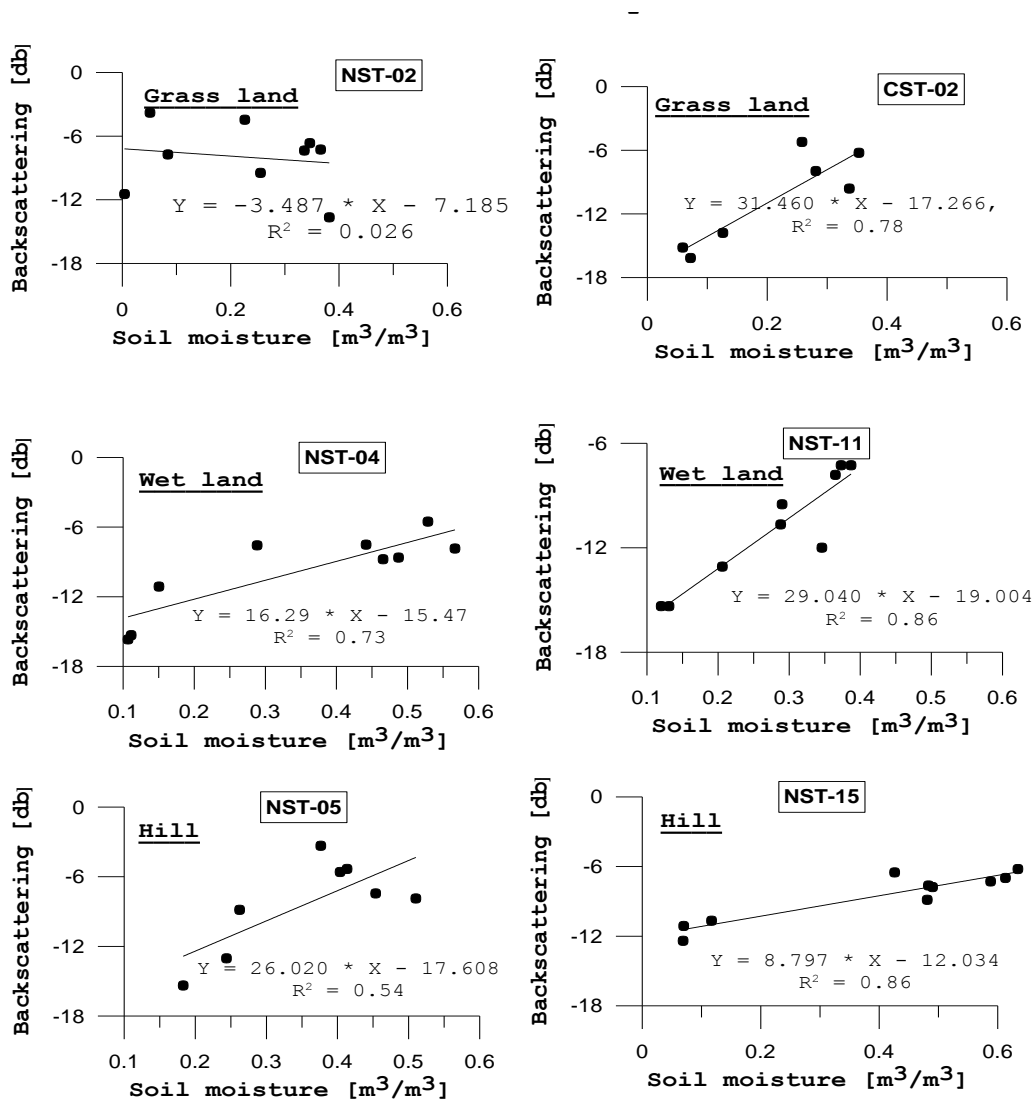 NST-02
Grass land
Backscattering [db]
0
-6
-12
-18
Y = -3.487 * X - 7.185
R² = 0.026
0 0.2 0.4 0.6
Soil moisture [m³/m³]
CST-02
Grass land
Backscattering [db]
0
-6
-12
-18
Y = 31.460 * X - 17.266,
R² = 0.78
0 0.2 0.4 0.6
Soil moisture [m³/m³]
NST-04
Wet land
Backscattering [db]
0
-6
-12
-18
Y = 16.29 * X - 15.47
R² = 0.73
0.1 0.2 0.3 0.4 0.5 0.6
Soil moisture [m³/m³]
NST-11
Wet land
Backscattering [db]
-6
-12
-18
Y = 29.040 * X - 19.004
R² = 0.86
0.1 0.2 0.3 0.4 0.5 0.6
Soil moisture [m³/m³]
NST-05
Hill
Backscattering [db]
0
-6
-12
-18
Y = 26.020 * X - 17.608
R² = 0.54
0.1 0.2 0.3 0.4 0.5 0.6
Soil moisture [m³/m³]
NST-15
Hill
Backscattering [db]
0
-6
-12
-18
Y = 8.797 * X - 12.034
R² = 0.86
0 0.2 0.4 0.6
Soil moisture [m³/m³]